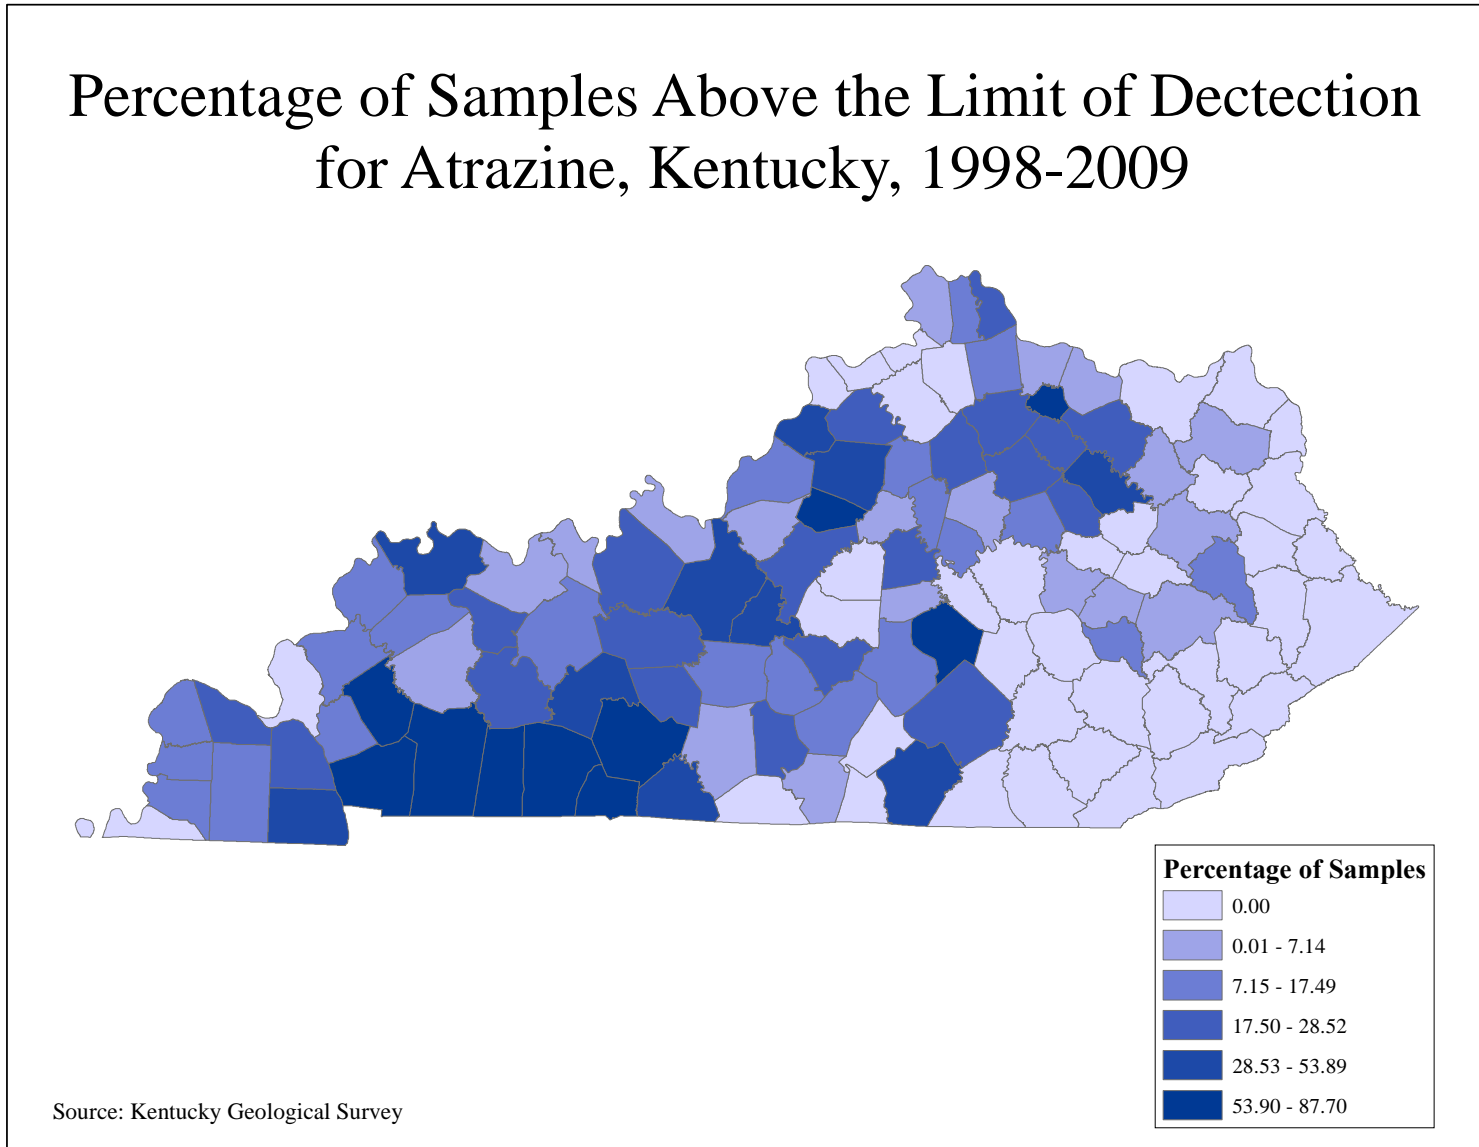 Percentage of Samples Above the Limit of Dectection
for Atrazine, Kentucky, 1998-2009
Percentage of Samples
0.00
0.01 - 7.14
7.15 - 17.49
17.50 - 28.52
28.53 - 53.89
53.90 - 87.70
Source: Kentucky Geological Survey